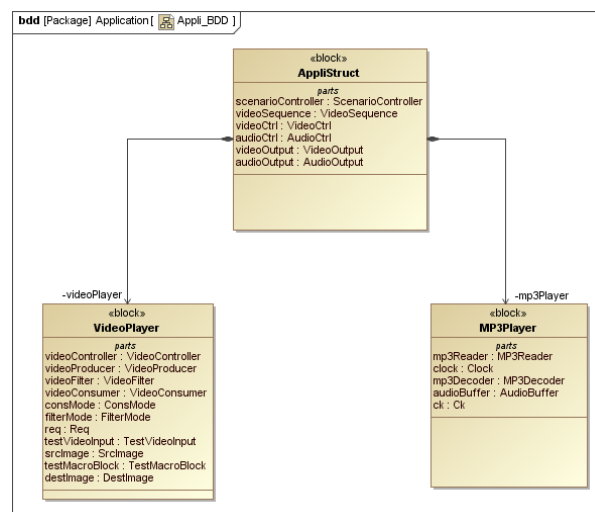 bdd [Package] Application [ Appli_BDD ]
«block»
AppliStruct
parts
scenarioController : ScenarioController
videoSequence : VideoSequence
videoCtrl : VideoCtrl
audioCtrl : AudioCtrl
videoOutput : VideoOutput
audioOutput : AudioOutput
-videoPlayer
-mp3Player
«block»
VideoPlayer
parts
videoController : VideoController
videoProducer : VideoProducer
videoFilter : VideoFilter
videoConsumer : VideoConsumer
consMode : ConsMode
filterMode : FilterMode
req : Req
testVideoInput : TestVideoInput
srcImage : SrcImage
testMacroBlock : TestMacroBlock
destImage : DestImage
«block»
MP3Player
parts
mp3Reader : MP3Reader
clock : Clock
mp3Decoder : MP3Decoder
audioBuffer : AudioBuffer
ck : Ck